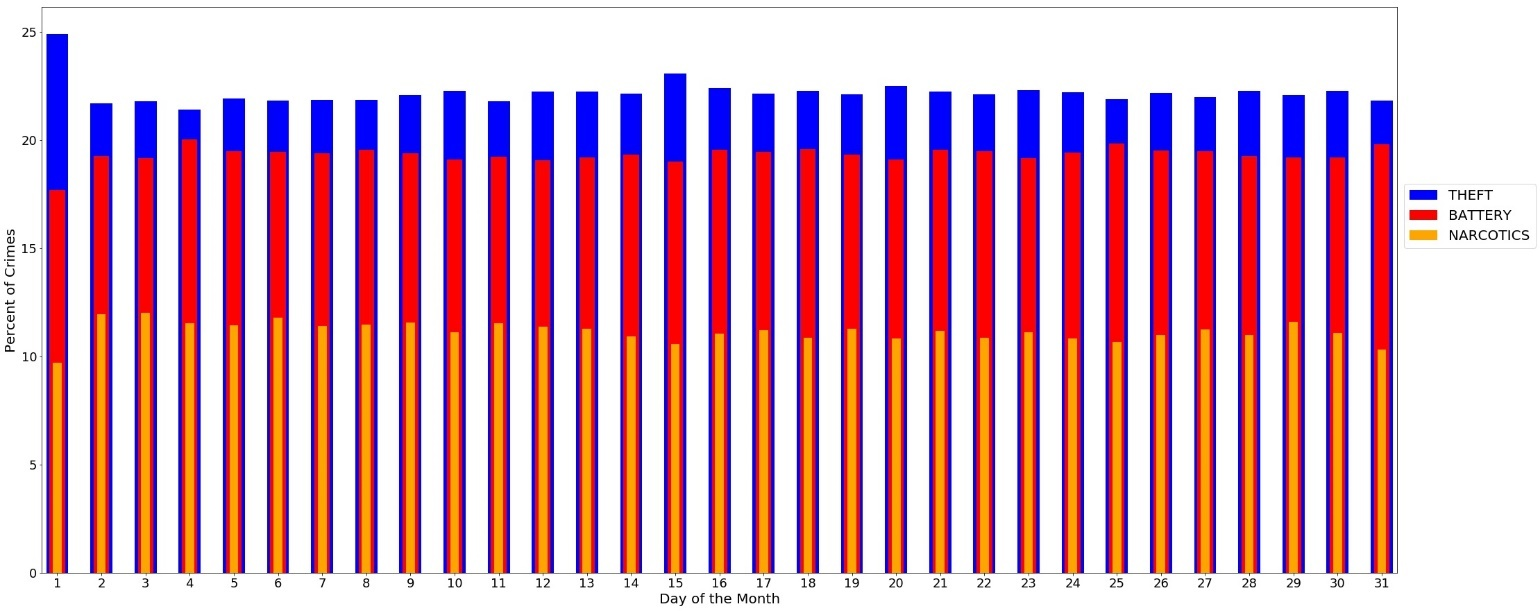 25
20
15
10
5
0
Percent of Crimes
1 2 3 4 5 6 7 8 9 10 11 12 13 14 15 16 17 18 19 20 21 22 23 24 25 26 27 28 29 30 31
Day of the Month
THEFT
BATTERY
NARCOTICS